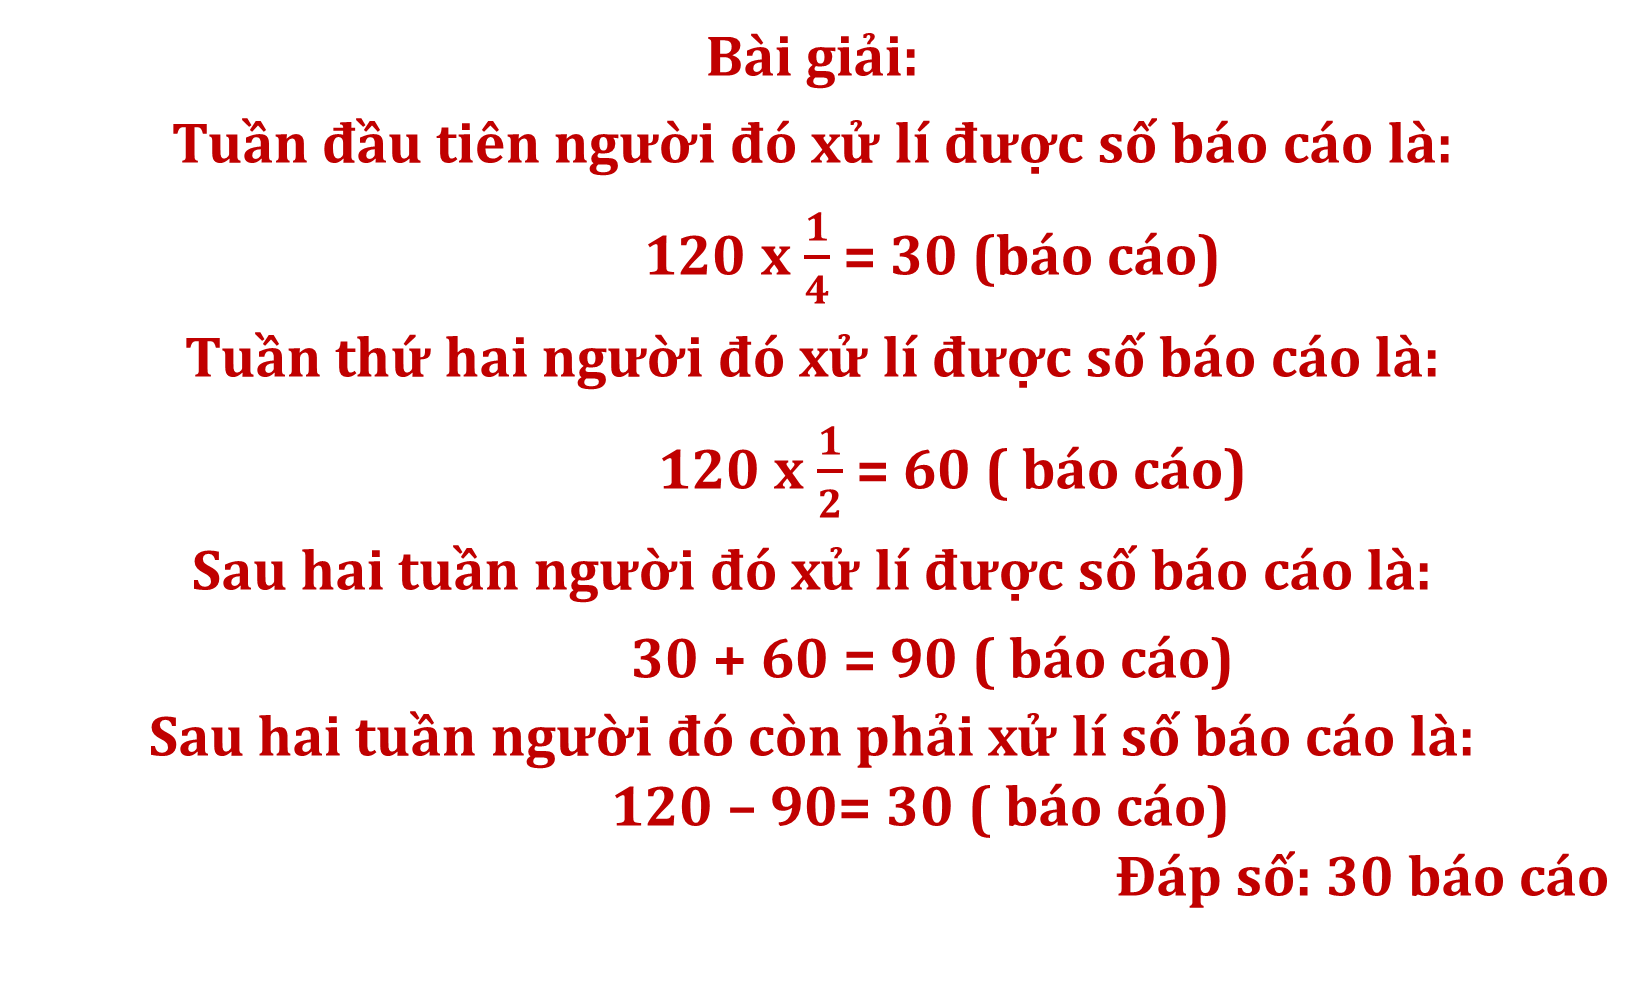 Bài giải:
Tuần đầu tiên người đó xử lí được số báo cáo là:
120 x 1/4 = 30 (báo cáo)
Tuần thứ hai người đó xử lí được số báo cáo là:
120 x 1/2 = 60 ( báo cáo)
Sau hai tuần người đó xử lí được số báo cáo là:
30 + 60 = 90 ( báo cáo)
Sau hai tuần người đó còn phải xử lí số báo cáo là:
120 – 90= 30 ( báo cáo)
Đáp số: 30 báo cáo